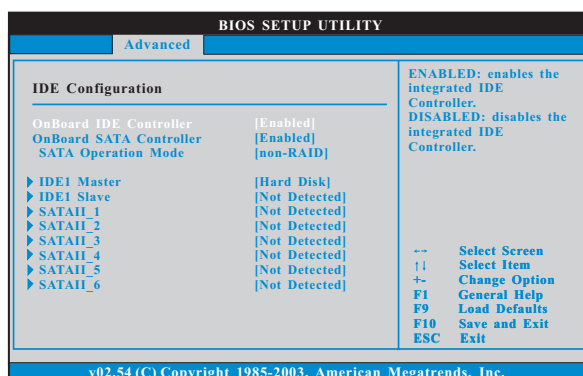 BIOS SETUP UTILITY
Advanced
IDE Configuration
OnBoard IDE Controller [Enabled]
OnBoard SATA Controller [Enabled]
SATA Operation Mode [non-RAID]
IDE1 Master [Hard Disk]
IDE1 Slave [Not Detected]
SATAII_1 [Not Detected]
SATAII_2 [Not Detected]
SATAII_3 [Not Detected]
SATAII_4 [Not Detected]
SATAII_5 [Not Detected]
SATAII_6 [Not Detected]
ENABLED: enables the
integrated IDE
Controller.
DISABLED: disables the
integrated IDE
Controller.
←→ Select Screen
↑↓ Select Item
+- Change Option
F1 General Help
F9 Load Defaults
F10 Save and Exit
ESC Exit
v02.54 (C) Copyright 1985-2003, American Megatrends, Inc.